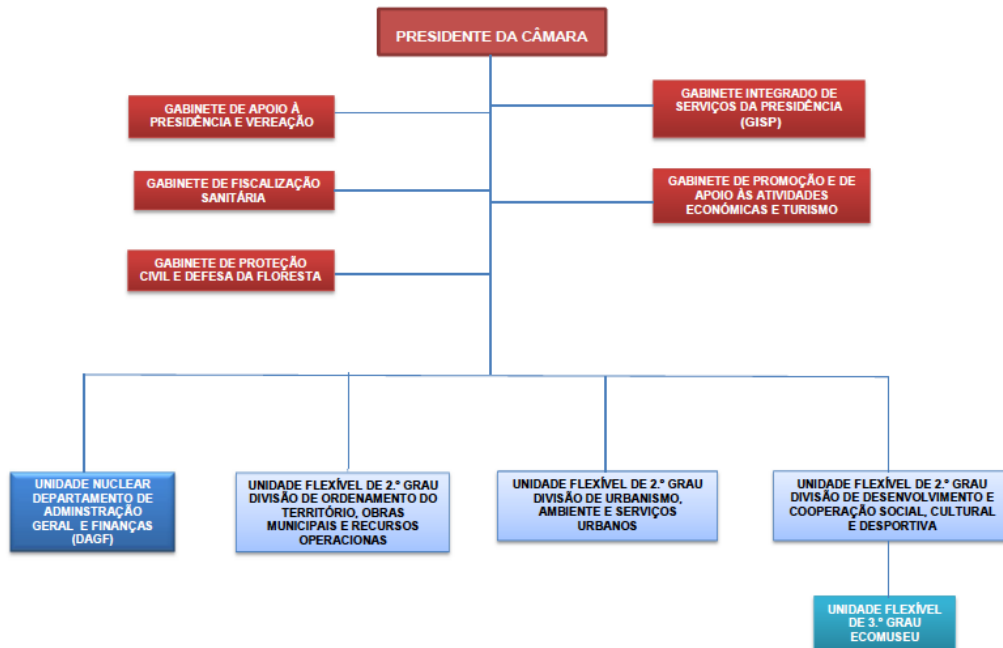 PRESIDENTE DA CÂMARA
GABINETE DE APOIO À
PRESIDÊNCIA E VEREAÇÃO
GABINETE INTEGRADO DE
SERVIÇOS DA PRESIDÊNCIA
(GISP)
GABINETE DE FISCALIZAÇÃO
SANITÁRIA
GABINETE DE PROMOÇÃO E DE
APOIO ÀS ATIVIDADES
ECONÓMICAS E TURISMO
GABINETE DE PROTEÇÃO
CIVIL E DEFESA DA FLORESTA
UNIDADE NUCLEAR
DEPARTAMENTO DE
ADMINSTRAÇÃO
GERAL E FINANÇAS
(DAGF)
UNIDADE FLEXÍVEL DE 2.º GRAU
DIVISÃO DE ORDENAMENTO DO
TERRITÓRIO, OBRAS
MUNICIPAIS E RECURSOS
OPERACIONAS
UNIDADE FLEXÍVEL DE 2.º GRAU
DIVISÃO DE URBANISMO,
AMBIENTE E SERVIÇOS
URBANOS
UNIDADE FLEXÍVEL DE 2.º GRAU
DIVISÃO DE DESENVOLVIMENTO E
COOPERAÇÃO SOCIAL, CULTURAL
E DESPORTIVA
UNIDADE FLEXÍVEL
DE 3.º GRAU
ECOMUSEU